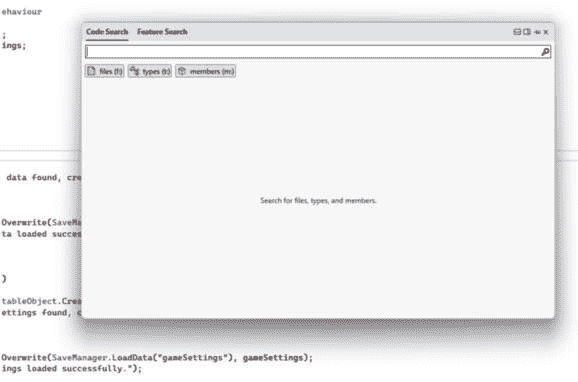 ehaviour
;
ings;
Code Search Feature Search
files (f:) types (t:) members (m:)
Search for files, types, and members.
data found, cre
Overwrite(SaveMa
ta loaded succes
)
tableObject.Crea
ettings found, c
Overwrite(SaveManager.LoadData("gameSettings"), gameSettings);
ings loaded successfully.");